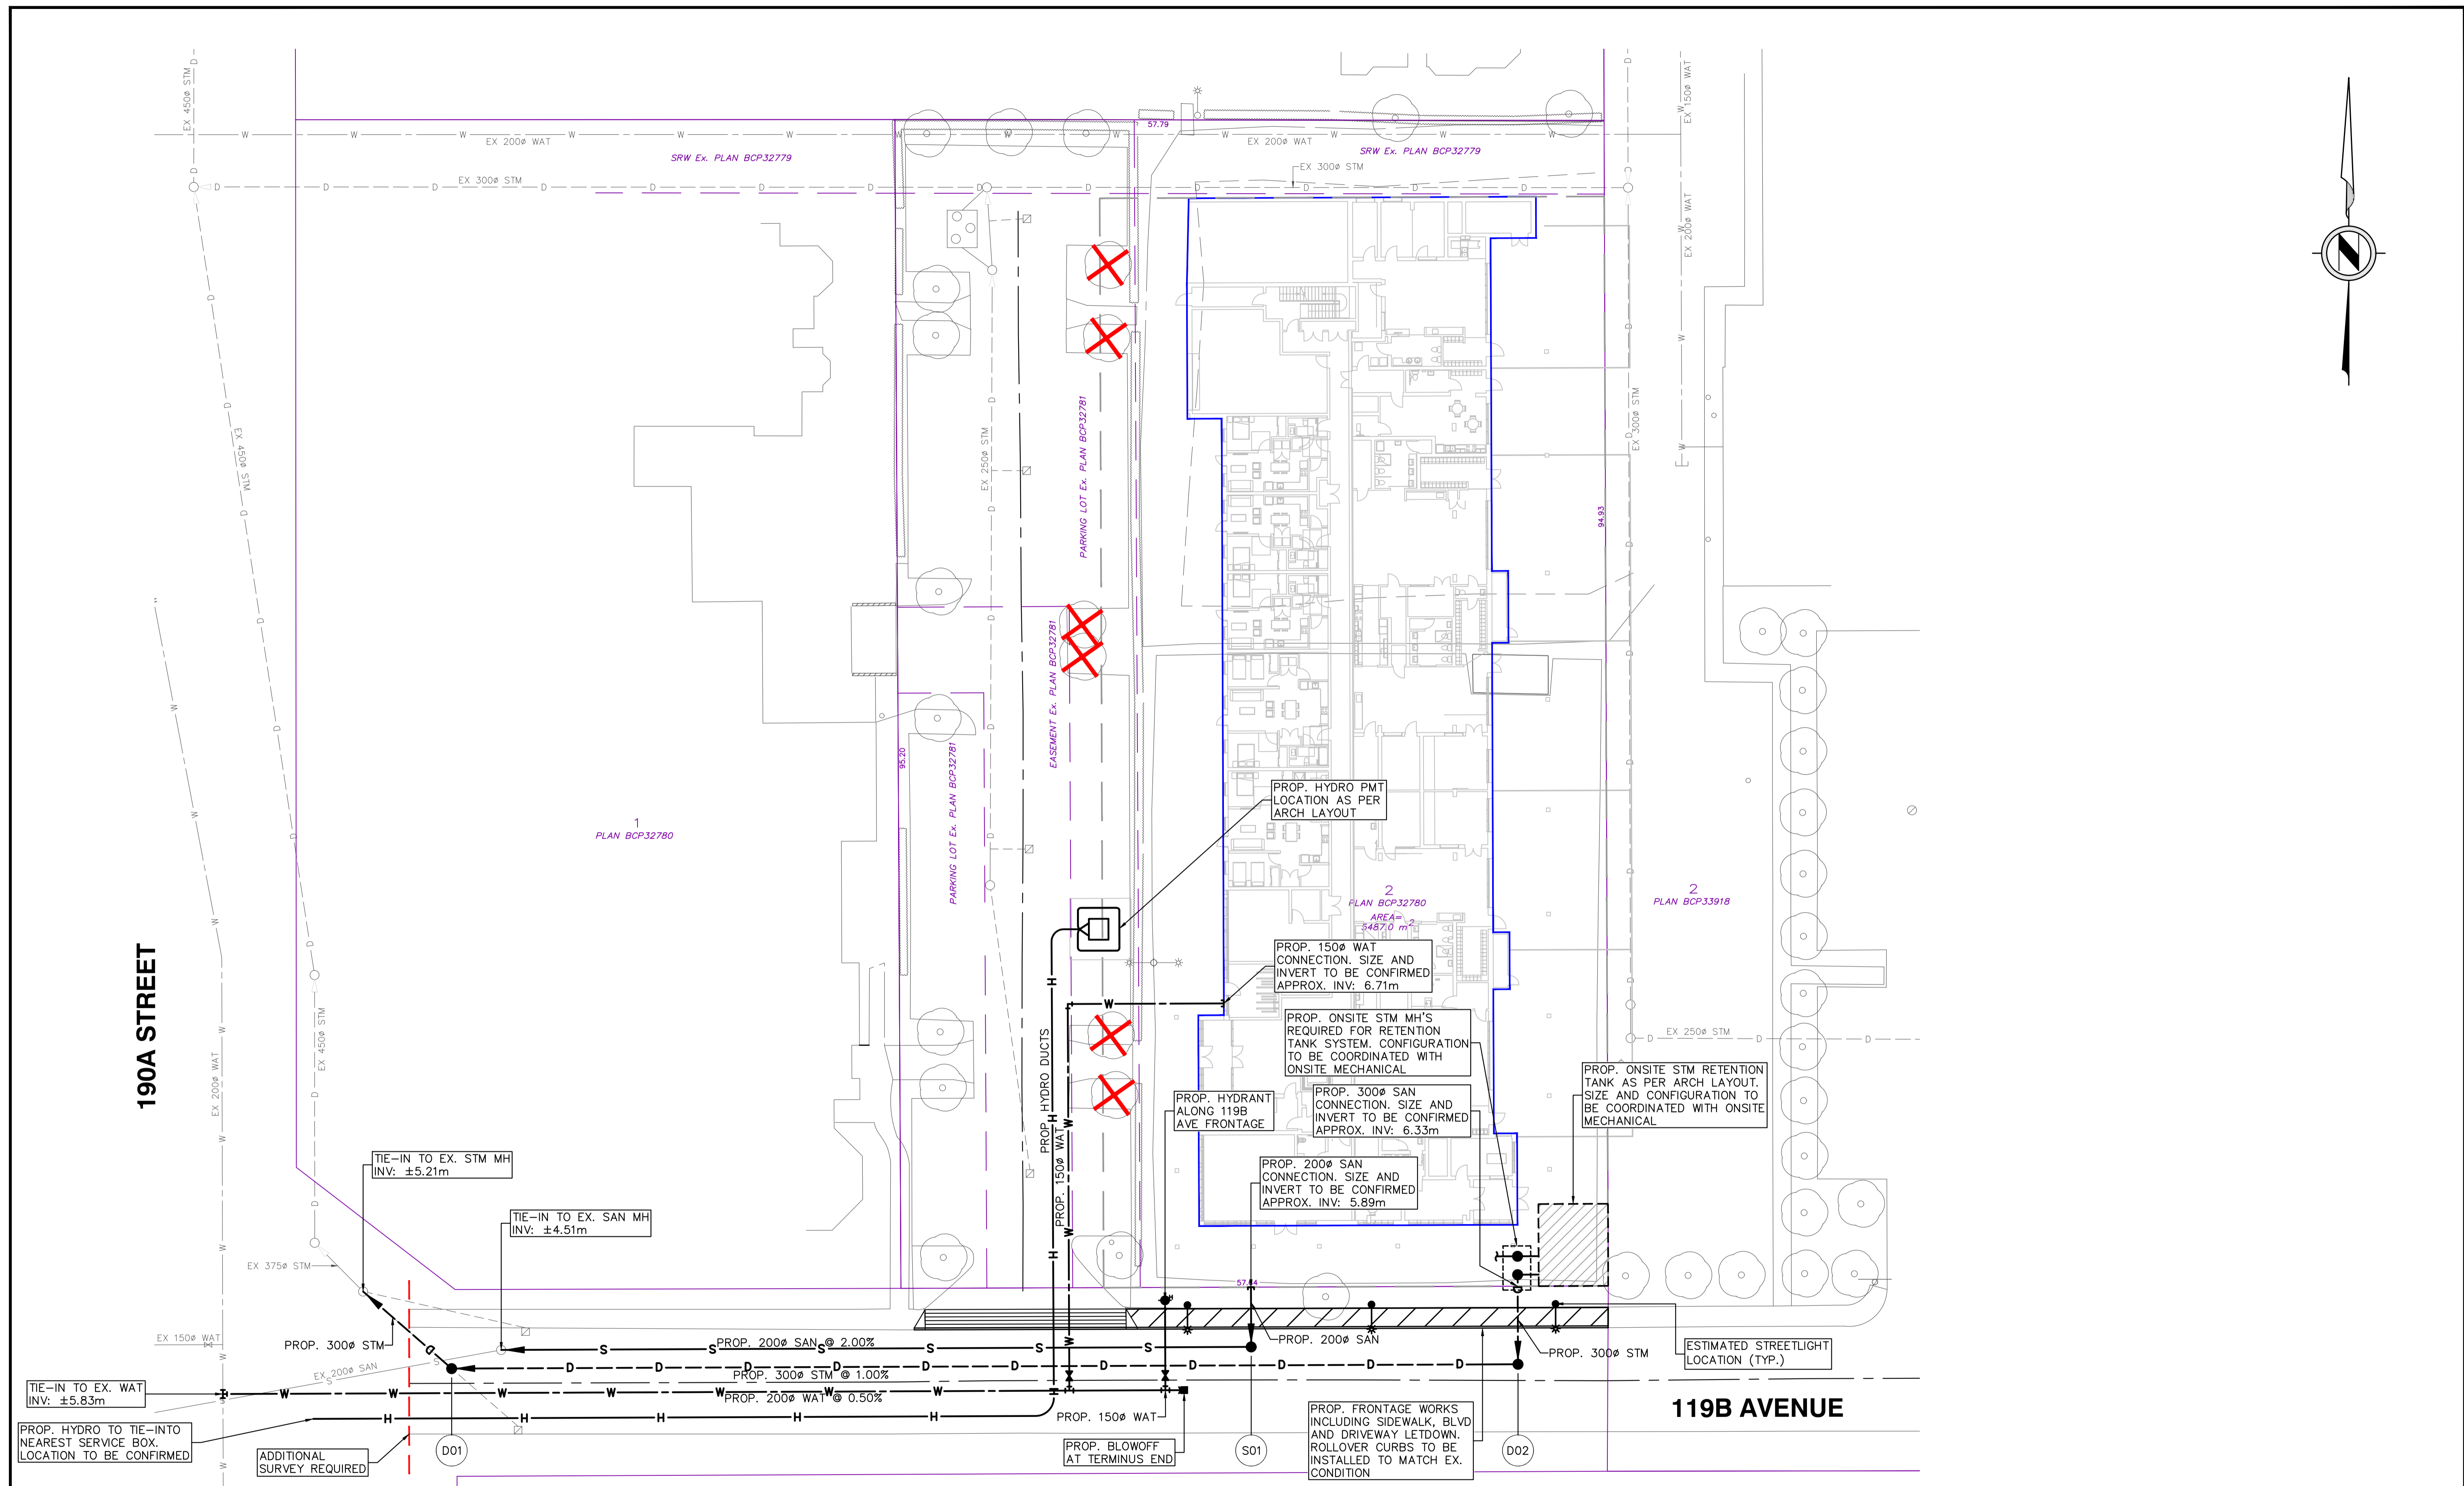 EX 450ø STM
W
EX 200ø WAT
SRW Ex. PLAN BCP32779
57.79
EX 200ø WAT
SRW Ex. PLAN BCP32779
EX 150ø WAT
EX 300ø STM
EX 300ø STM
EX 200ø WAT
N
EX 450ø STM
EX 250ø STM
PARKING LOT Ex. PLAN BCP32781
EX 300ø STM
94.93
EASEMENT Ex. PLAN BCP32781
95.20
PARKING LOT Ex. PLAN BCP32781
PROP. HYDRO PMT
LOCATION AS PER
ARCH LAYOUT
1
PLAN BCP32780
2
PLAN BCP32780
AREA=
5487.0 m²
2
PLAN BCP33918
PROP. 150ø WAT
CONNECTION. SIZE AND
INVERT TO BE CONFIRMED
APPROX. INV: 6.71m
190A STREET
EX 200ø WAT
EX 450ø STM
PROP. HYDRO DUCTS
PROP. 150ø WAT
PROP. ONSITE STM MH'S
REQUIRED FOR RETENTION
TANK SYSTEM. CONFIGURATION
TO BE COORDINATED WITH
ONSITE MECHANICAL
EX 250ø STM
PROP. HYDRANT
ALONG 119B
AVE FRONTAGE
PROP. 300ø SAN
CONNECTION. SIZE AND
INVERT TO BE CONFIRMED
APPROX. INV: 6.33m
PROP. ONSITE STM RETENTION
TANK AS PER ARCH LAYOUT.
SIZE AND CONFIGURATION TO
BE COORDINATED WITH ONSITE
MECHANICAL
TIE-IN TO EX. STM MH
INV: ±5.21m
PROP. 200ø SAN
CONNECTION. SIZE AND
INVERT TO BE CONFIRMED
APPROX. INV: 5.89m
TIE-IN TO EX. SAN MH
INV: ±4.51m
EX 375ø STM
57.64
EX 150ø WAT
PROP. 300ø STM
PROP. 200ø SAN @ 2.00%
PROP. 200ø SAN
PROP. 300ø STM
ESTIMATED STREETLIGHT
LOCATION (TYP.)
EX 200ø SAN
PROP. 300ø STM @ 1.00%
TIE-IN TO EX. WAT
INV: ±5.83m
PROP. 200ø WAT @ 0.50%
PROP. 150ø WAT
119B AVENUE
PROP. HYDRO TO TIE-INTO
NEAREST SERVICE BOX.
LOCATION TO BE CONFIRMED
ADDITIONAL
SURVEY REQUIRED
D01
PROP. BLOWOFF
AT TERMINUS END
S01
PROP. FRONTAGE WORKS
INCLUDING SIDEWALK, BLVD
AND DRIVEWAY LETDOWN.
ROLLOVER CURBS TO BE
INSTALLED TO MATCH EX.
CONDITION
D02